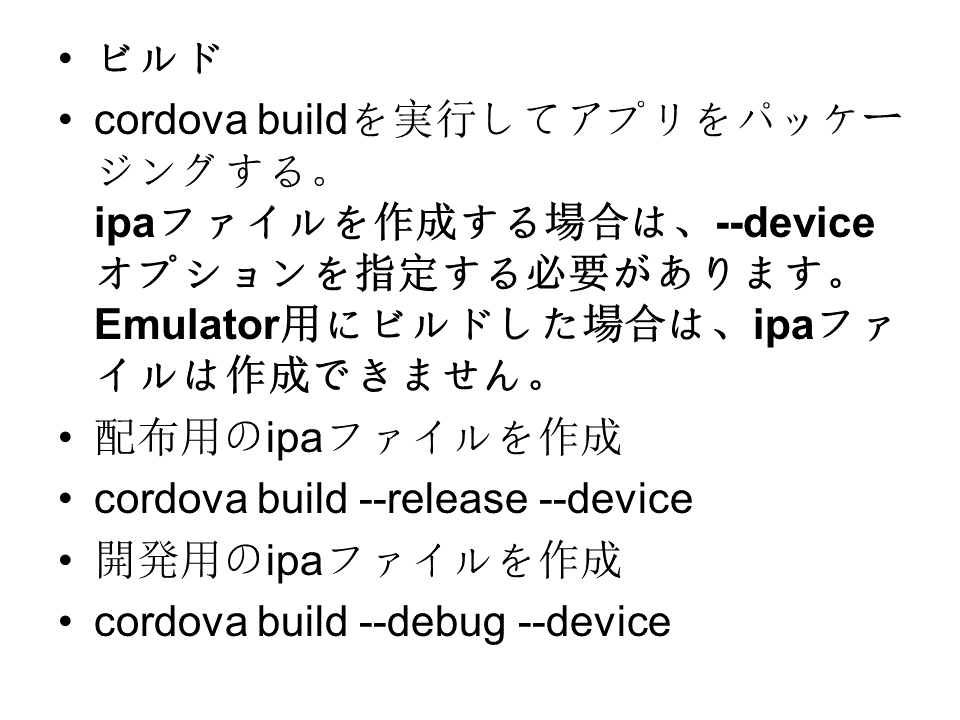 • ビルド
• cordova buildを実行してアプリをパッケー
ジングする。
ipaファイルを作成する場合は、--device
オプションを指定する必要があります。
Emulator用にビルドした場合は、ipaファ
イルは作成できません。
• 配布用のipaファイルを作成
• cordova build --release --device
• 開発用のipaファイルを作成
• cordova build --debug --device